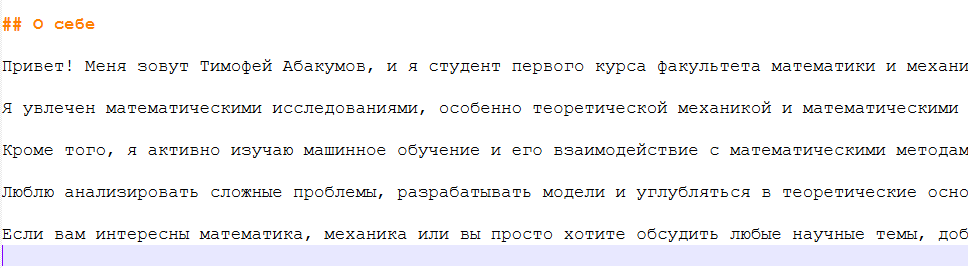 ## О себе
Привет! Меня зовут Тимофей Абакумов, и я студент первого курса факультета математики и механи
Я увлечен математическими исследованиями, особенно теоретической механикой и математическими
Кроме того, я активно изучаю машинное обучение и его взаимодействие с математическими методам
Люблю анализировать сложные проблемы, разрабатывать модели и углубляться в теоретические осно
Если вам интересны математика, механика или вы просто хотите обсудить любые научные темы, доб